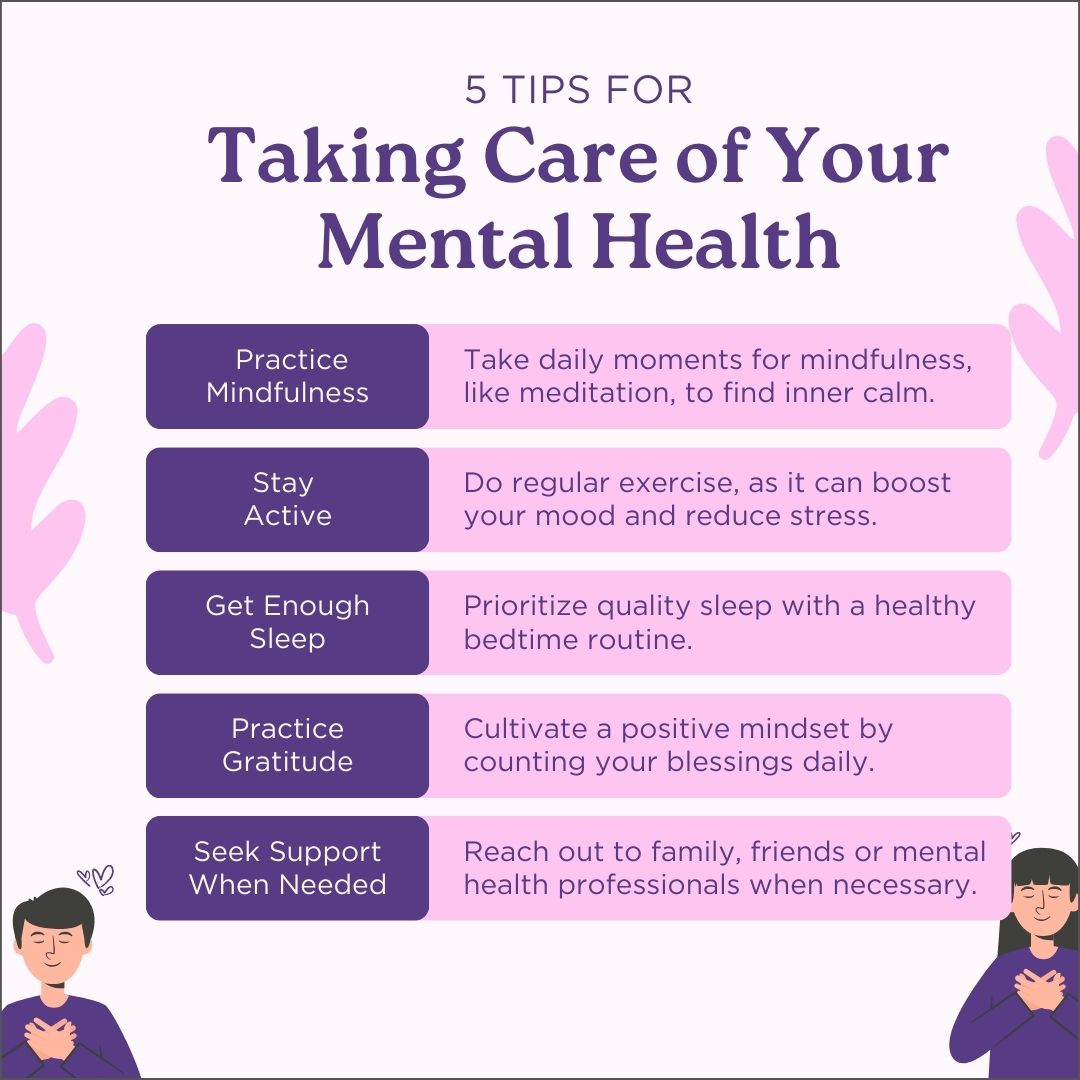 5 TIPS FOR
Taking Care of Your
Mental Health
Practice
Mindfulness
Take daily moments for mindfulness,
like meditation, to find inner calm.
Stay
Active
Do regular exercise, as it can boost
your mood and reduce stress.
Get Enough
Sleep
Prioritize quality sleep with a healthy
bedtime routine.
Practice
Gratitude
Cultivate a positive mindset by
counting your blessings daily.
Seek Support
When Needed
Reach out to family, friends or mental
health professionals when necessary.